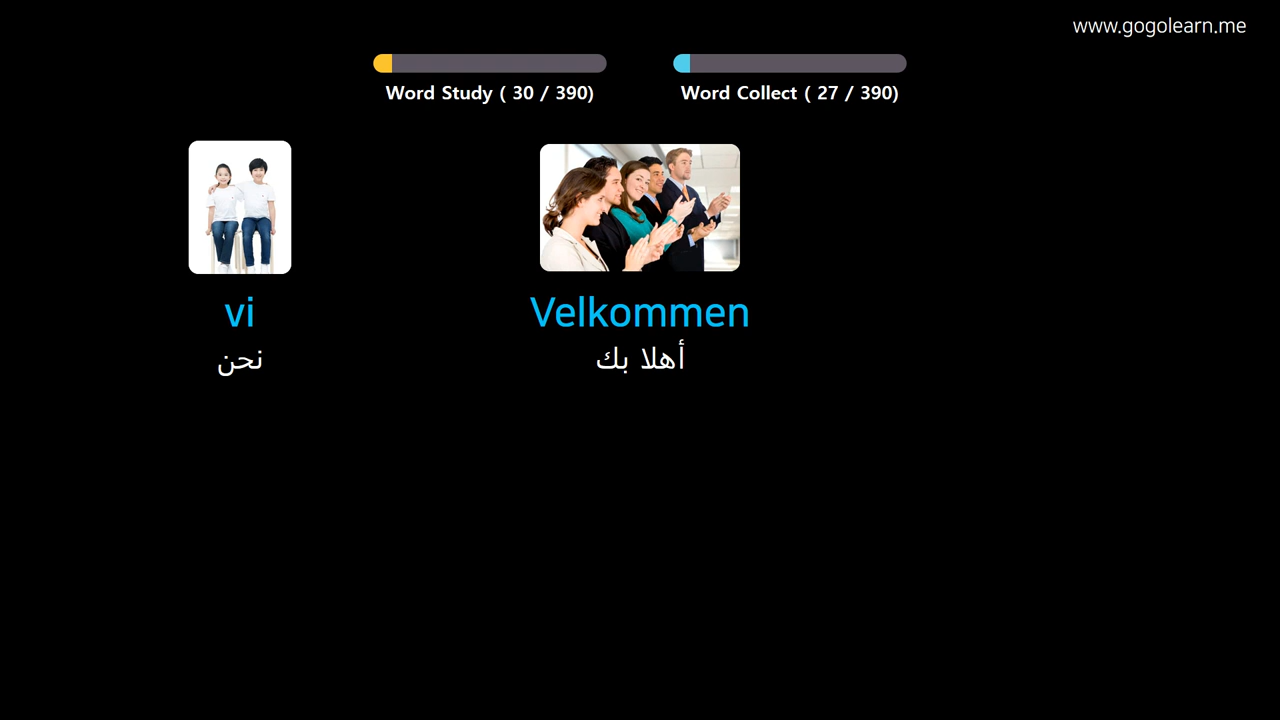 www.gogolearn.me
Word Study ( 30 / 390)
Word Collect ( 27 / 390)
vi
نحن
Velkommen
أهلا بك